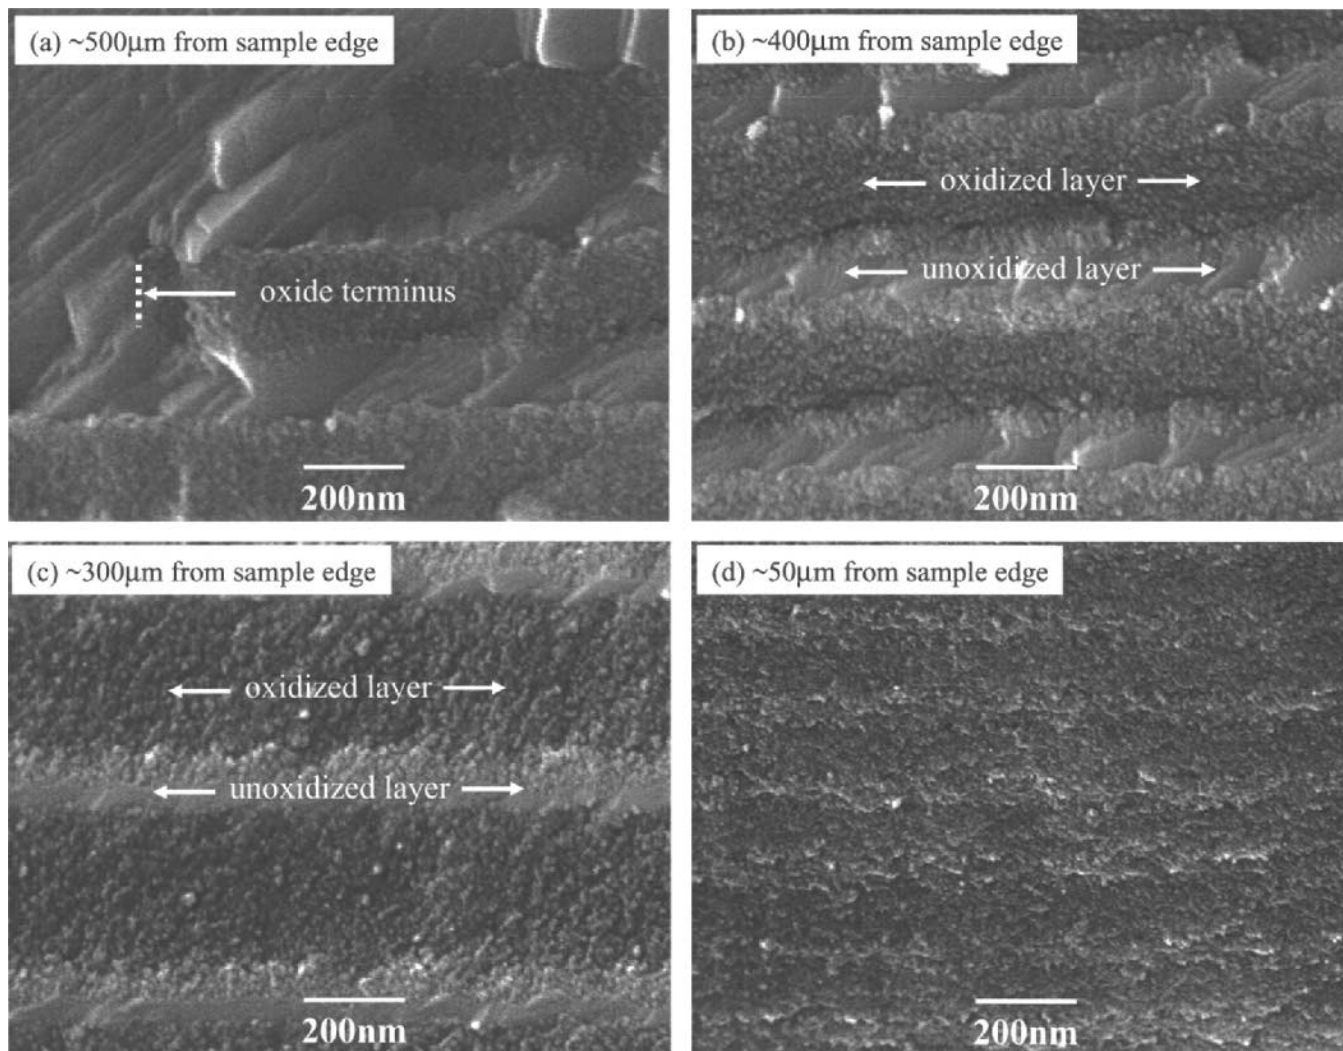 (a) ~500µm from sample edge
oxide terminus
200nm
(b) ~400µm from sample edge
oxidized layer
unoxidized layer
200nm
(c) ~300µm from sample edge
oxidized layer
unoxidized layer
200nm
(d) ~50µm from sample edge
200nm